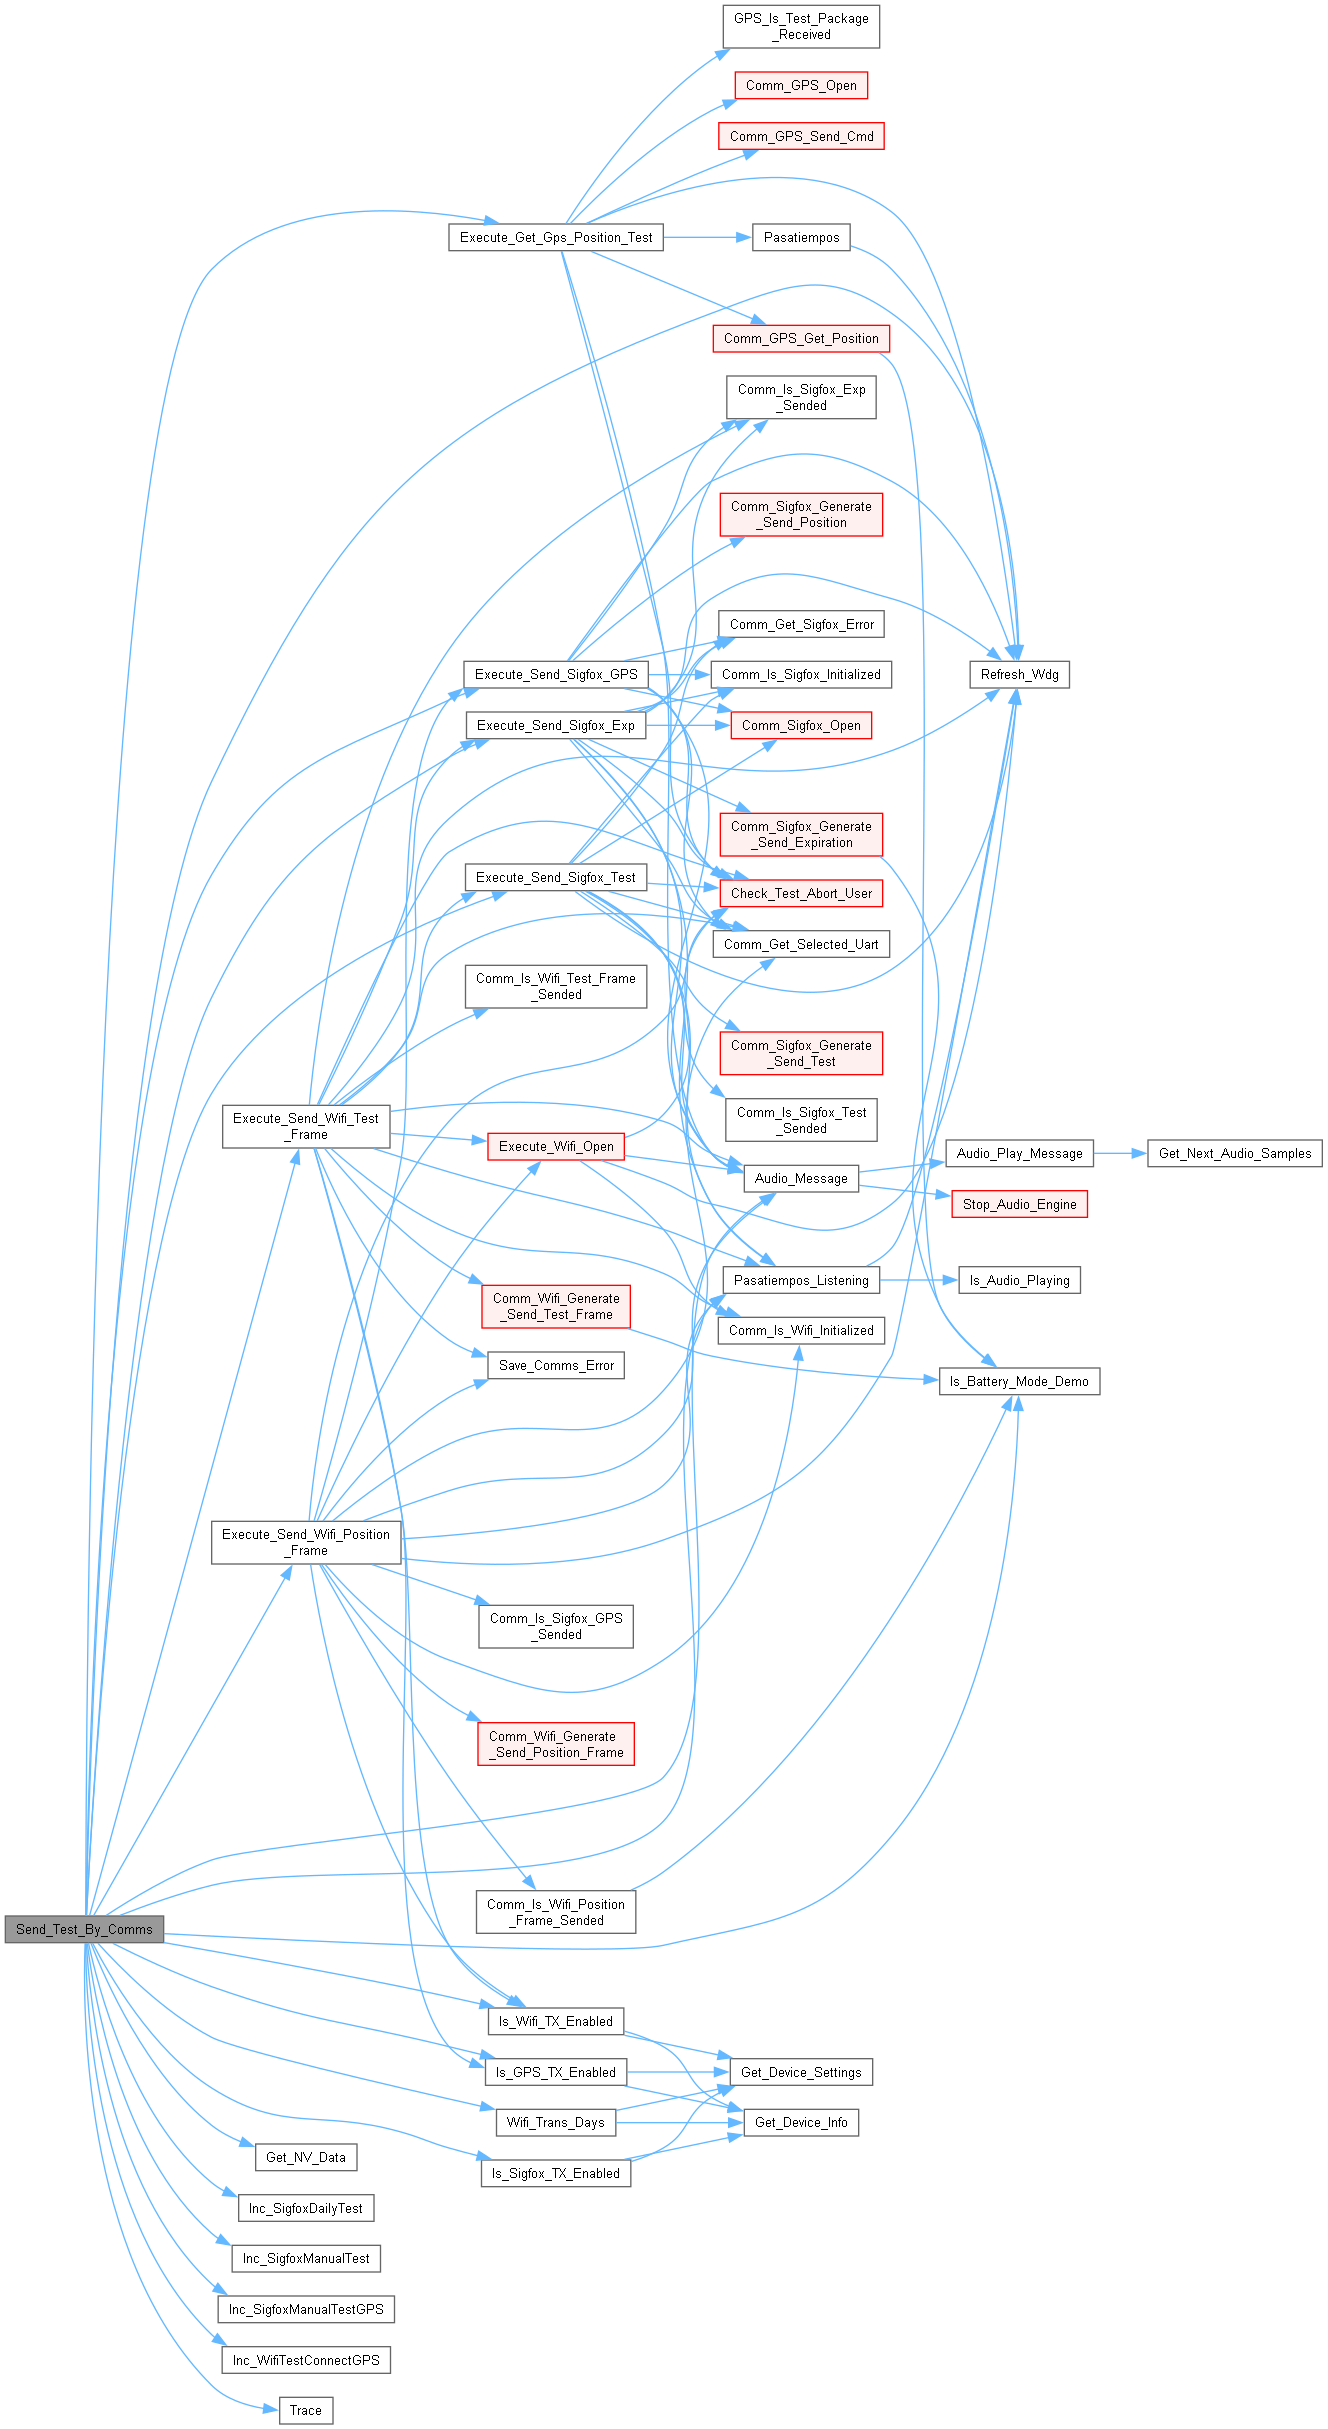 GPS_Is_Test_Package
_Received
Comm_GPS_Open
Comm_GPS_Send_Cmd
Execute_Get_Gps_Position_Test
Pasatiempos
Comm_GPS_Get_Position
Comm_Is_Sigfox_Exp
_Sended
Comm_Sigfox_Generate
_Send_Position
Comm_Get_Sigfox_Error
Execute_Send_Sigfox_GPS
Comm_Is_Sigfox_Initialized
Refresh_Wdg
Execute_Send_Sigfox_Exp
Comm_Sigfox_Open
Comm_Sigfox_Generate
_Send_Expiration
Execute_Send_Sigfox_Test
Check_Test_Abort_User
Comm_Get_Selected_Uart
Comm_Is_Wifi_Test_Frame
_Sended
Comm_Sigfox_Generate
_Send_Test
Execute_Send_Wifi_Test
_Frame
Comm_Is_Sigfox_Test
_Sended
Execute_Wifi_Open
Audio_Play_Message
Get_Next_Audio_Samples
Audio_Message
Stop_Audio_Engine
Pasatiempos_Listening
Is_Audio_Playing
Comm_Wifi_Generate
_Send_Test_Frame
Comm_Is_Wifi_Initialized
Save_Comms_Error
Is_Battery_Mode_Demo
Execute_Send_Wifi_Position
_Frame
Comm_Is_Sigfox_GPS
_Sended
Comm_Wifi_Generate
_Send_Position_Frame
Comm_Is_Wifi_Position
_Frame_Sended
Send_Test_By_Comms
Is_Wifi_TX_Enabled
Is_GPS_TX_Enabled
Get_Device_Settings
Wifi_Trans_Days
Get_Device_Info
Get_NV_Data
Is_Sigfox_TX_Enabled
Inc_SigfoxDailyTest
Inc_SigfoxManualTest
Inc_SigfoxManualTestGPS
Inc_WifiTestConnectGPS
Trace